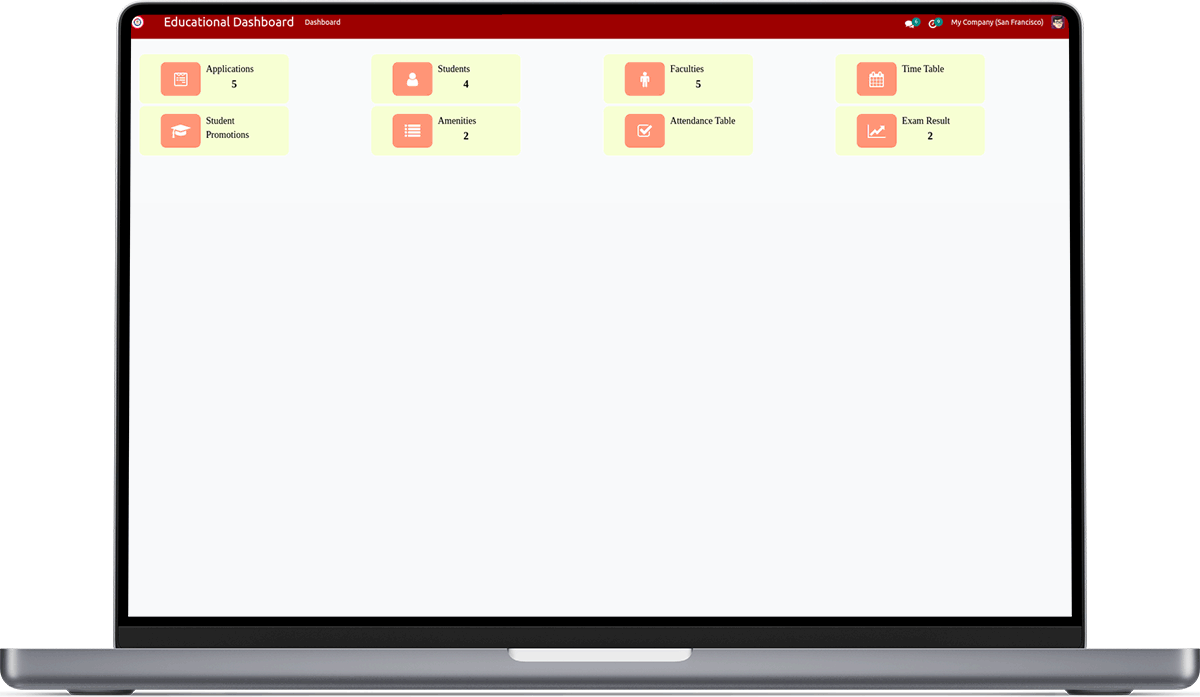 Educational Dashboard Dashboard My Company (San Francisco)
Applications
5
Students
4
Faculties
5
Time Table
Student
Promotions
Amenities
2
Attendance Table
Exam Result
2